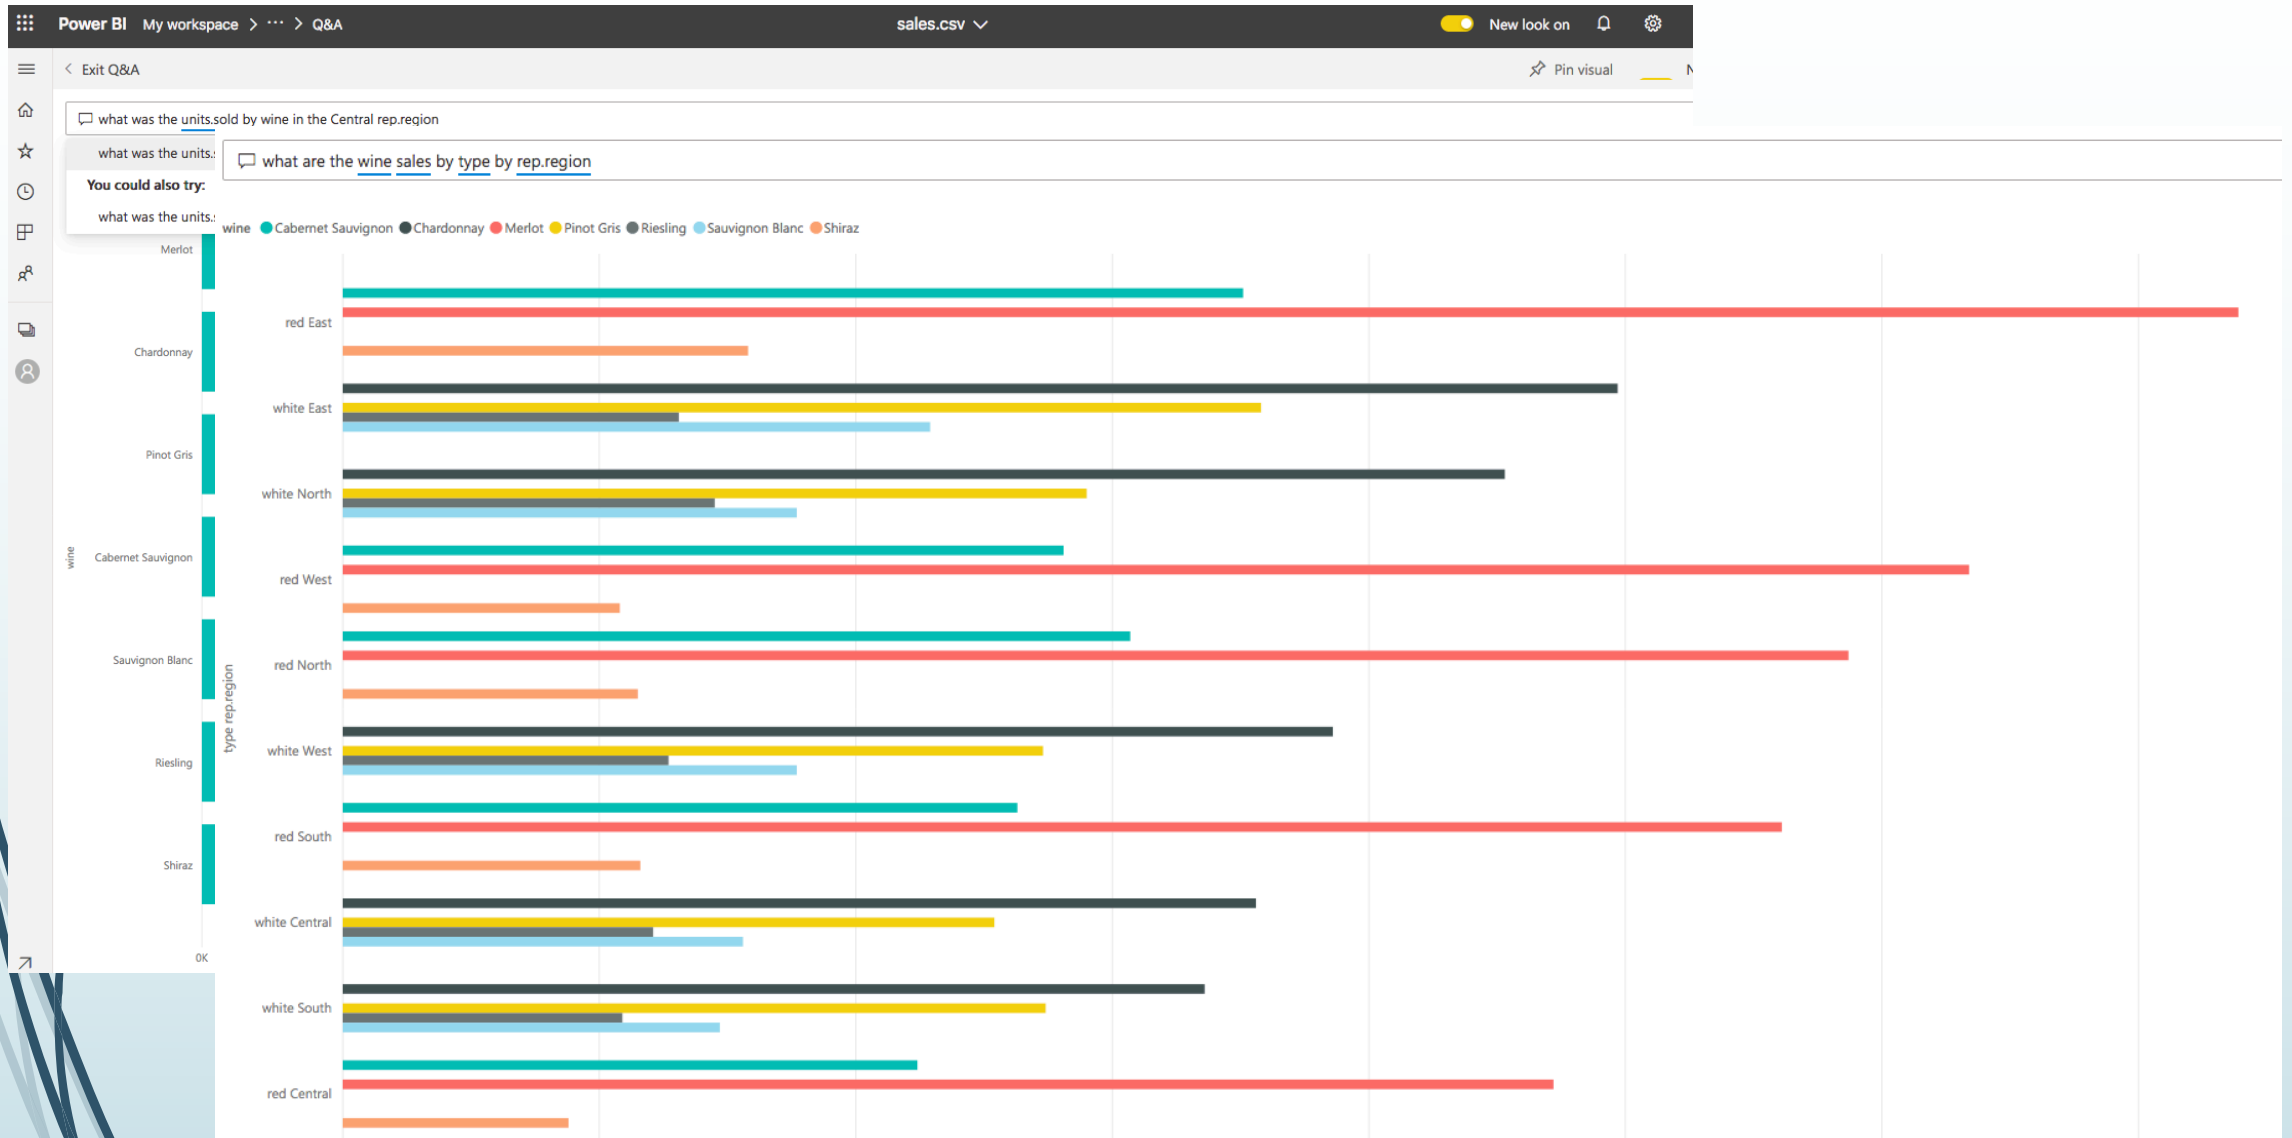 Power BI My workspace > ··· > Q&A
sales.csv
New look on
Exit Q&A
Pin visual
what was the units.sold by wine in the Central rep.region
what was the units.
You could also try:
what was the units.
wine
Merlot
Chardonnay
Pinot Gris
Cabernet Sauvignon
Sauvignon Blanc
Riesling
Shiraz
0K
what are the wine sales by type by rep.region
wine Cabernet Sauvignon Chardonnay Merlot Pinot Gris Riesling Sauvignon Blanc Shiraz
type rep.region
red East
white East
white North
red West
red North
white West
red South
white Central
white South
red Central